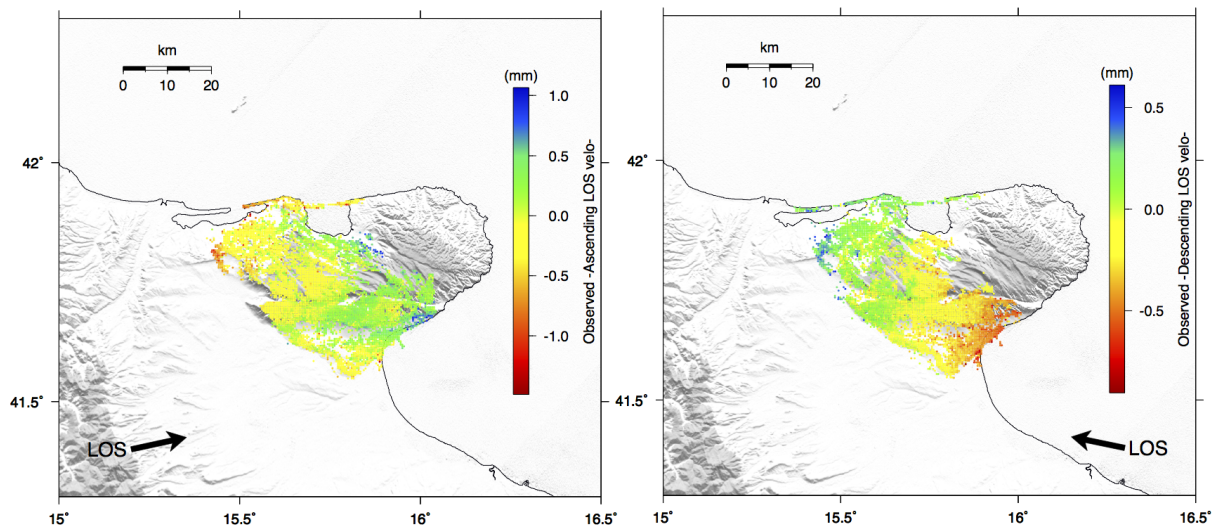 km
0 10 20
(mm)
1.0
0.5
0.0
-0.5
-1.0
Observed -Ascending LOS velo-
42°
41.5°
LOS
15° 15.5° 16° 16.5°
km
0 10 20
(mm)
0.5
0.0
-0.5
Observed -Descending LOS velo-
42°
41.5°
LOS
15° 15.5° 16° 16.5°